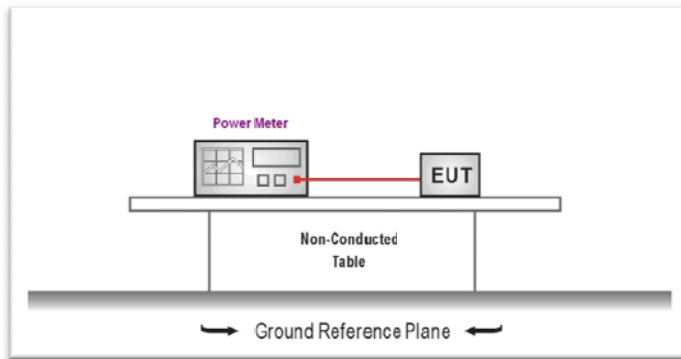 Power Meter
EUT
Non-Conducted
Table
Ground Reference Plane